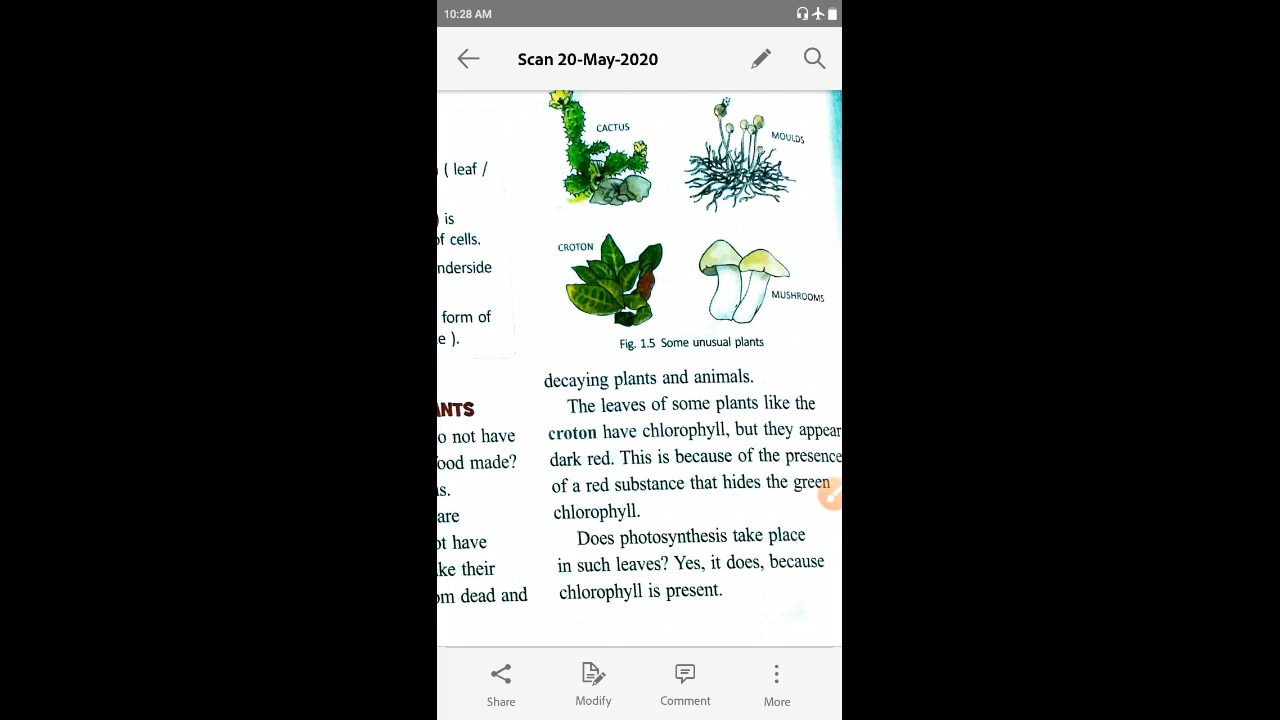 10:28 AM
Scan 20-May-2020
CACTUS
MOULDS
CROTON
MUSHROOMS
Fig. 1.5 Some unusual plants
( leaf /
) is
of cells.
nderside
form of
e ).
ANTS
o not have
ood made?
s.
are
ot have
ke their
om dead and
decaying plants and animals.
The leaves of some plants like the
croton have chlorophyll, but they appear
dark red. This is because of the presence
of a red substance that hides the green
chlorophyll.
Does photosynthesis take place
in such leaves? Yes, it does, because
chlorophyll is present.
Share
Modify
Comment
More